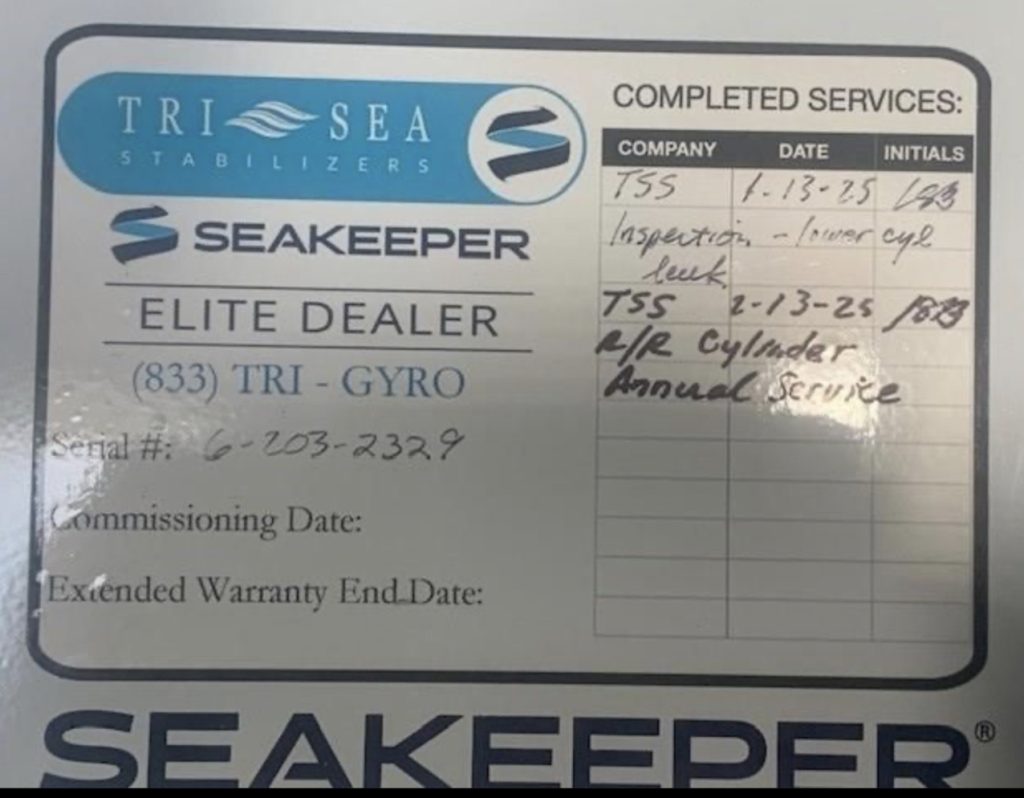 TRI SEA
STABILIZERS
SEAKEEPER
ELITE DEALER
(833) TRI - GYRO
Serial #: 6-203-2329
Commissioning Date:
Extended Warranty End Date:
COMPLETED SERVICES:
COMPANY DATE INITIALS
TSS 1-13-25
Inspection - lower cyl
leak
TSS 2-13-25
R/R Cylinder
Annual Service
SEAKEEPER®